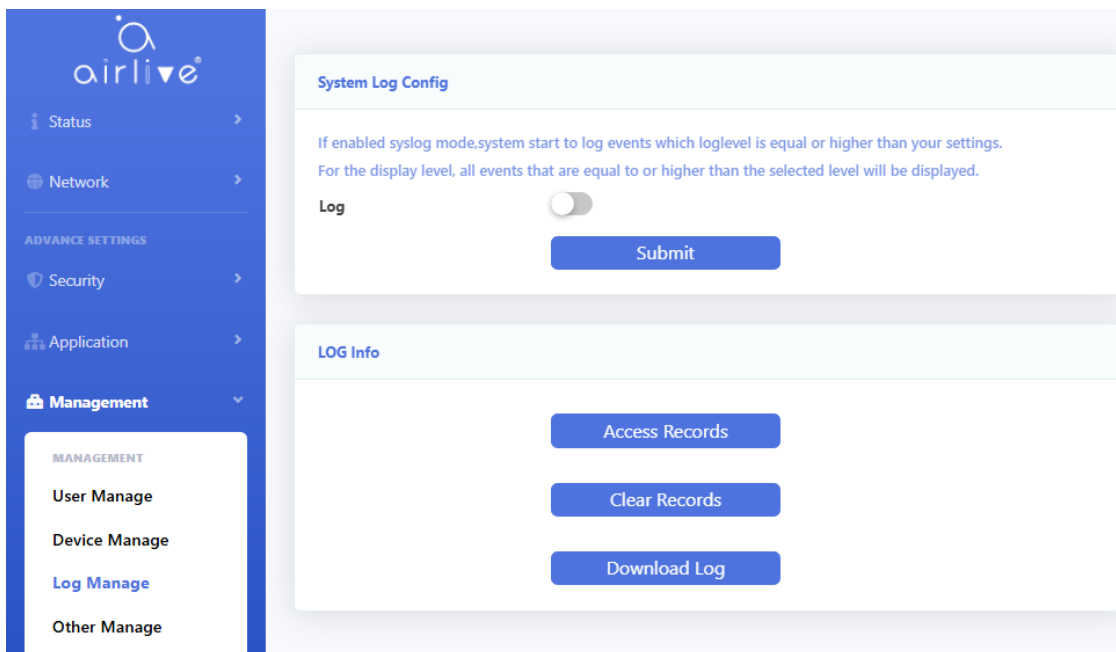 airlive®
Status
Network
ADVANCE SETTINGS
Security
Application
Management
MANAGEMENT
User Manage
Device Manage
Log Manage
Other Manage
System Log Config
If enabled syslog mode,system start to log events which loglevel is equal or higher than your settings.
For the display level, all events that are equal to or higher than the selected level will be displayed.
Log
Submit
LOG Info
Access Records
Clear Records
Download Log